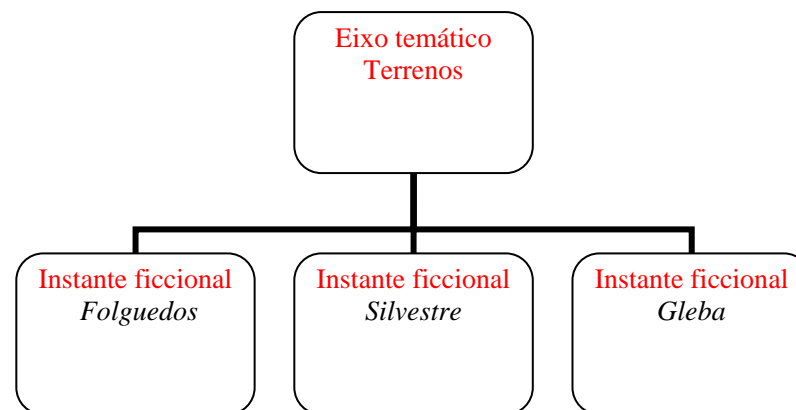 Eixo temático
Terrenos
Instante ficcional
Folguedos
Instante ficcional
Silvestre
Instante ficcional
Gleba